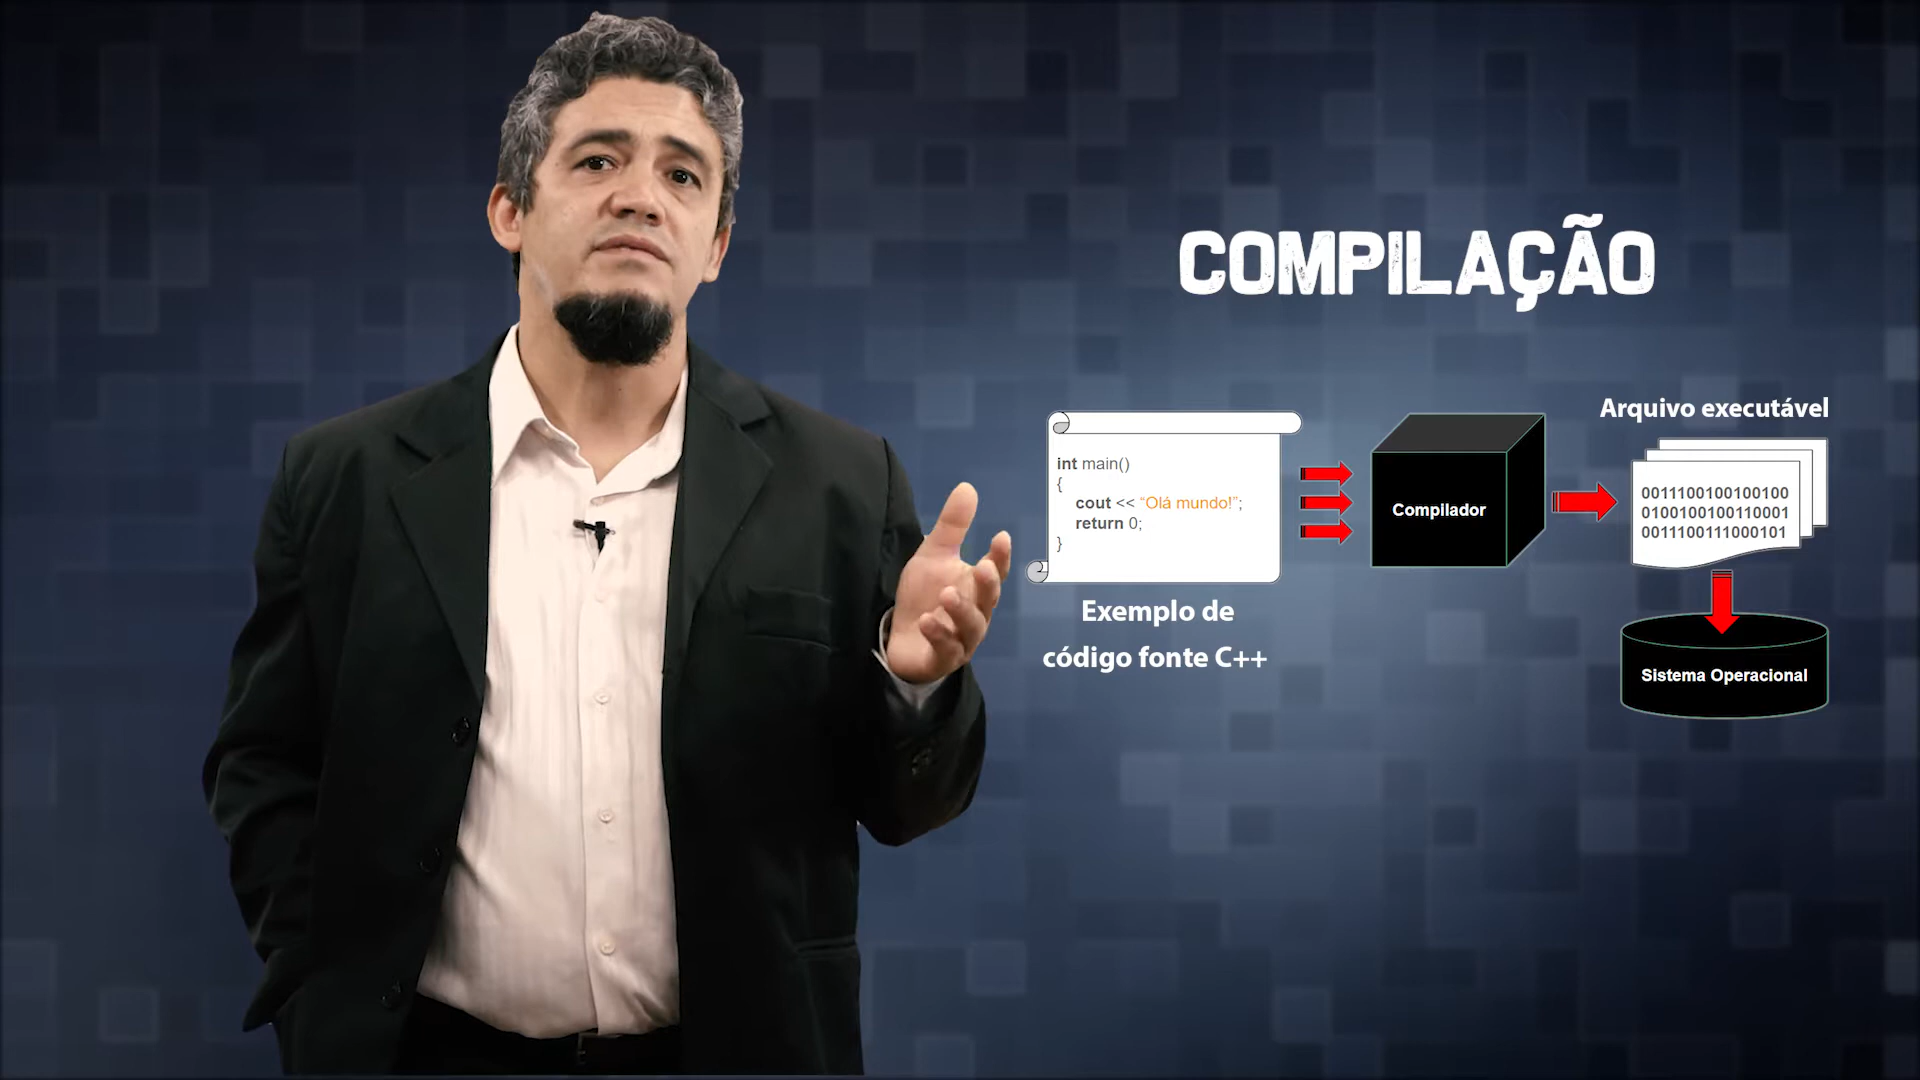 COMPILAÇÃO
Arquivo executável
int main()
{
cout << “Olá mundo!”;
return 0;
}
Compilador
0011100100100100
0100100100110001
0011100111000101
Exemplo de
código fonte C++
Sistema Operacional